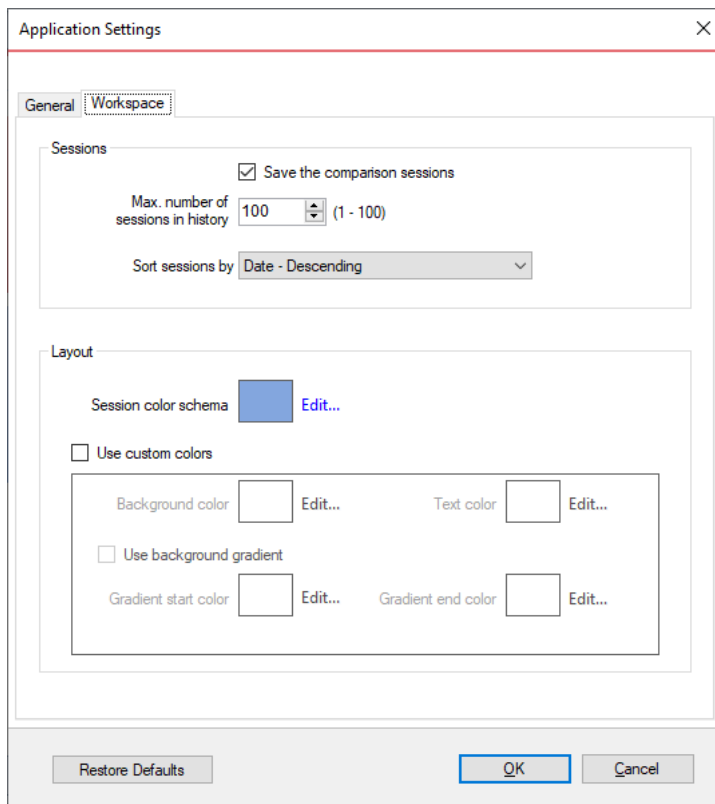 Application Settings
General Workspace
Sessions
Save the comparison sessions
Max. number of
sessions in history 100 (1 - 100)
Sort sessions by Date - Descending
Layout
Session color schema Edit...
Use custom colors
Background color Edit... Text color Edit...
Use background gradient
Gradient start color Edit... Gradient end color Edit...
Restore Defaults OK Cancel